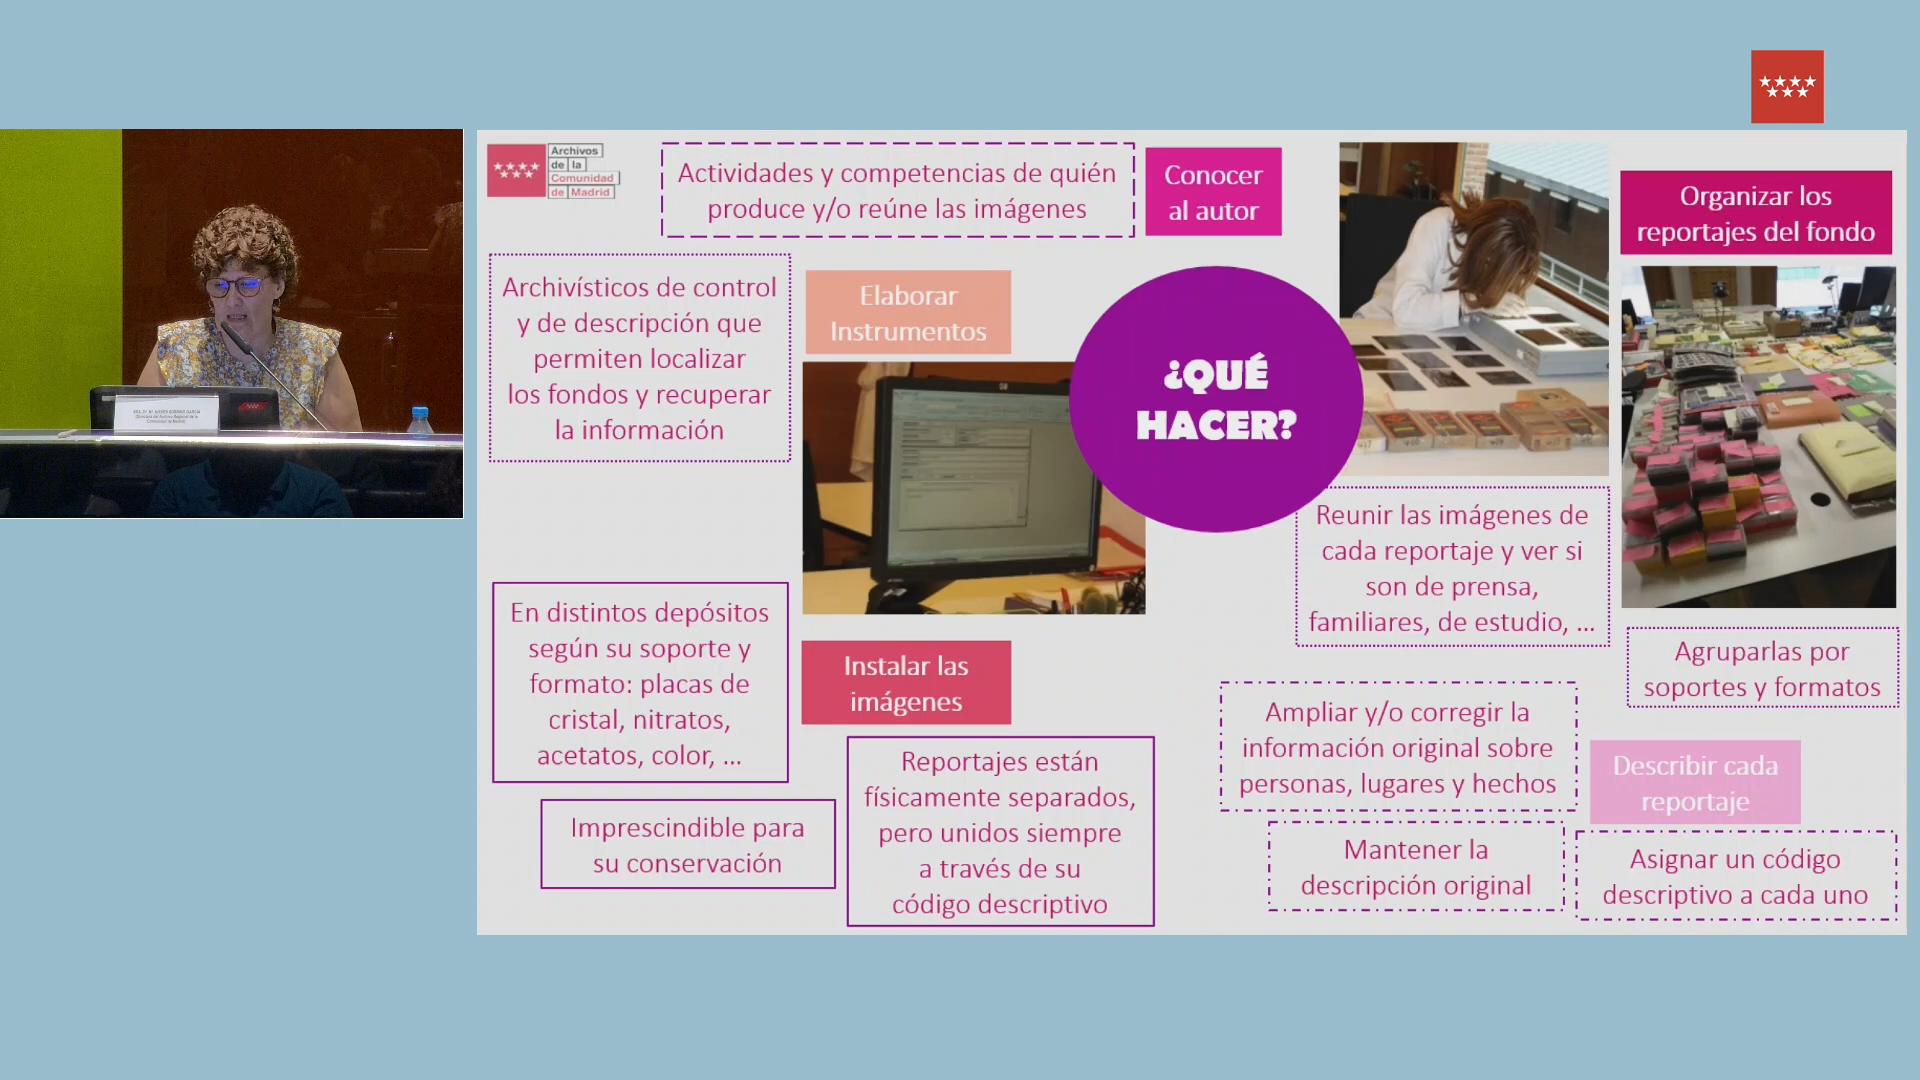 Archivos
de la
Comunidad
de Madrid
Actividades y competencias de quién
produce y/o reúne las imágenes
Conocer
al autor
Organizar los
reportajes del fondo
Archivísticos de control
y de descripción que
permiten localizar
los fondos y recuperar
la información
Elaborar
Instrumentos
¿QUÉ
HACER?
Reunir las imágenes de
cada reportaje y ver si
son de prensa,
familiares, de estudio, ...
Agruparlas por
soportes y formatos
En distintos depósitos
según su soporte y
formato: placas de
cristal, nitratos,
acetatos, color, ...
Instalar las
imágenes
Imprescindible para
su conservación
Reportajes están
físicamente separados,
pero unidos siempre
a través de su
código descriptivo
Ampliar y/o corregir la
información original sobre
personas, lugares y hechos
Describir cada
reportaje
Mantener la
descripción original
Asignar un código
descriptivo a cada uno